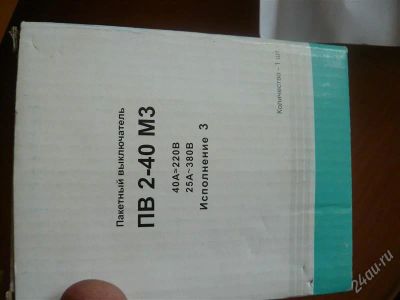 Пакетный выключатель
ПВ 2-40 М3
40А=220В
25А~380В
Исполнение 3
Количество - 1 шт
24au.ru